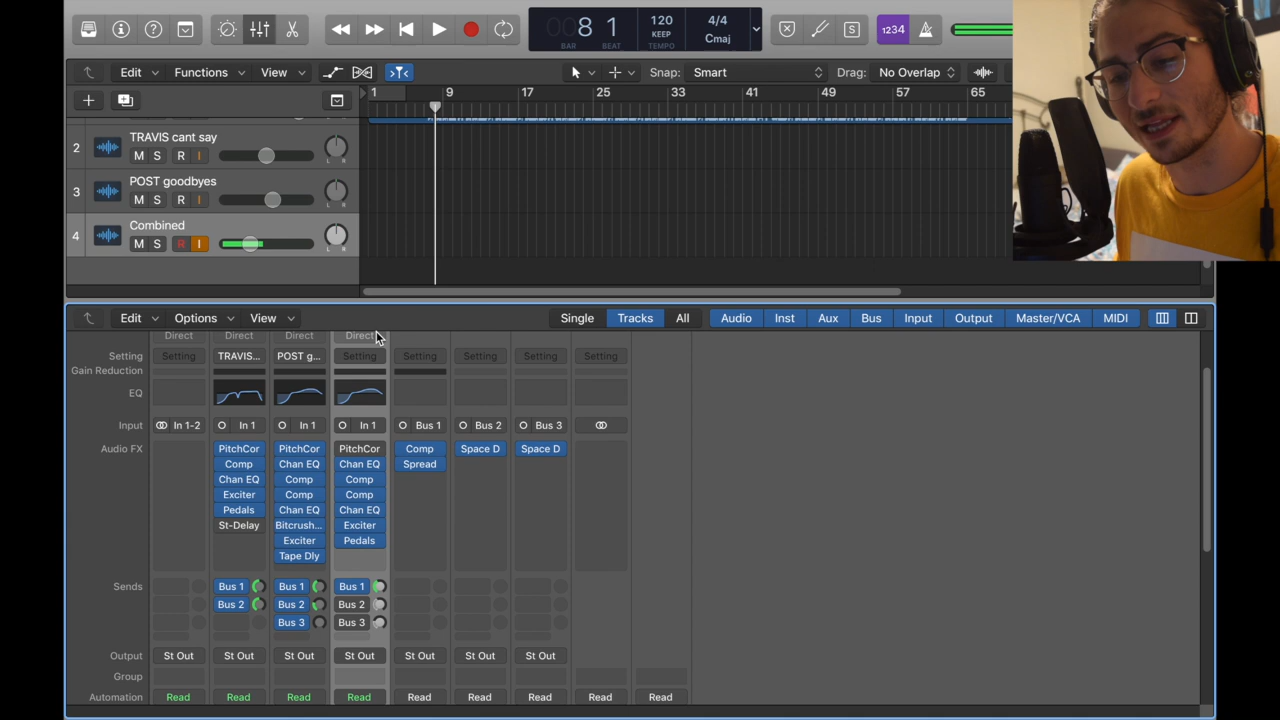 8 1 120 4/4 1234
BAR BEAT KEEP TEMPO Cmaj
Edit Functions View Snap: Smart Drag: No Overlap
1 9 17 25 33 41 49 57 65
2 TRAVIS cant say
M S R I L R
3 POST goodbyes
M S R I L R
4 Combined
M S R I L R
Edit Options View Single Tracks All Audio Inst Aux Bus Input Output Master/VCA MIDI
Direct Direct Direct Direct
Setting Setting TRAVIS... POST g... Setting Setting Setting Setting Setting
Gain Reduction
EQ
Input In 1-2 In 1 In 1 In 1 Bus 1 Bus 2 Bus 3
Audio FX PitchCor PitchCor PitchCor Comp Space D Space D
Comp Chan EQ Chan EQ Spread
Chan EQ Comp Comp
Exciter Comp Comp
Pedals Chan EQ Chan EQ
St-Delay Bitcrush... Exciter
Exciter Pedals
Tape Dly
Sends Bus 1 Bus 1 Bus 1
Bus 2 Bus 2 Bus 2
Bus 3 Bus 3
Output St Out St Out St Out St Out St Out St Out St Out
Group
Automation Read Read Read Read Read Read Read Read Read